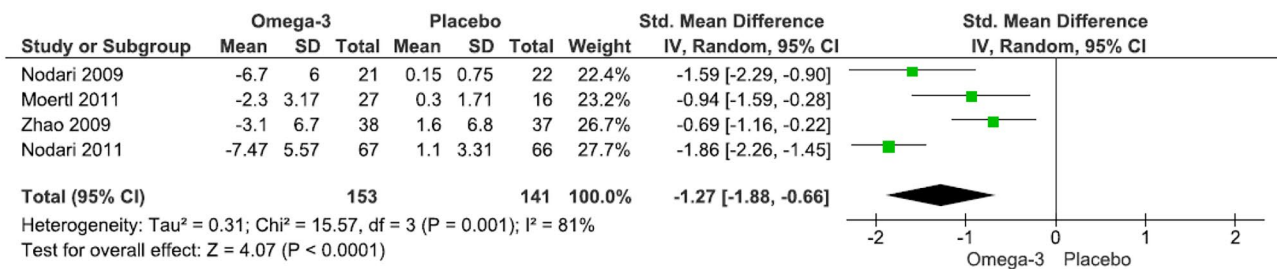 Omega-3 Placebo Std. Mean Difference Std. Mean Difference
Study or Subgroup Mean SD Total Mean SD Total Weight IV, Random, 95% CI IV, Random, 95% CI
Nodari 2009 -6.7 6 21 0.15 0.75 22 22.4% -1.59 [-2.29, -0.90]
Moertl 2011 -2.3 3.17 27 0.3 1.71 16 23.2% -0.94 [-1.59, -0.28]
Zhao 2009 -3.1 6.7 38 1.6 6.8 37 26.7% -0.69 [-1.16, -0.22]
Nodari 2011 -7.47 5.57 67 1.1 3.31 66 27.7% -1.86 [-2.26, -1.45]
Total (95% CI) 153 141 100.0% -1.27 [-1.88, -0.66]
Heterogeneity: Tau² = 0.31; Chi² = 15.57, df = 3 (P = 0.001); I² = 81%
Test for overall effect: Z = 4.07 (P < 0.0001)
-2 -1 0 1 2
Omega-3 Placebo